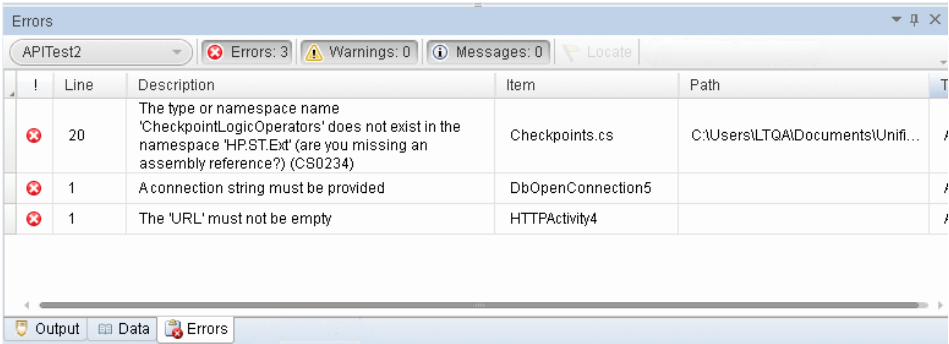 Errors
APITest2 Errors: 3 Warnings: 0 Messages: 0 Locate
! Line Description Item Path T
20 The type or namespace name 'CheckpointLogicOperators' does not exist in the namespace 'HP.ST.Ext' (are you missing an assembly reference?) (CS0234) Checkpoints.cs C:\Users\LTQA\Documents\Unifi...
1 A connection string must be provided DbOpenConnection5
1 The 'URL' must not be empty HTTPActivity4
Output Data Errors